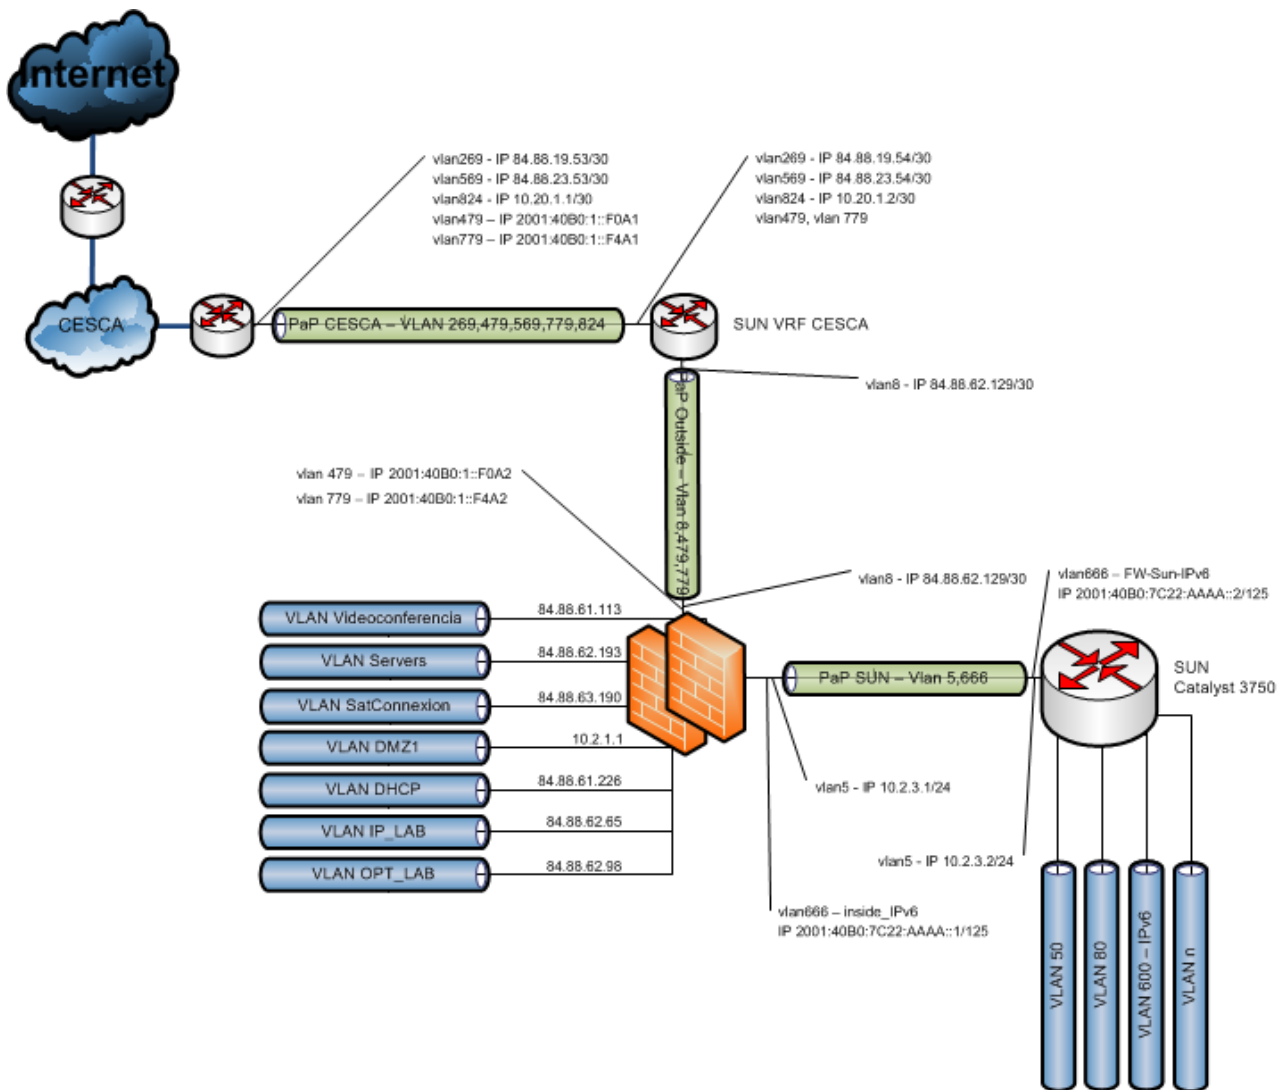 Internet
vlan269 - IP 84.88.19.53/30
vlan569 - IP 84.88.23.53/30
vlan824 - IP 10.20.1.1/30
vlan479 – IP 2001:40B0:1::F0A1
vlan779 – IP 2001:40B0:1::F4A1
vlan269 - IP 84.88.19.54/30
vlan569 - IP 84.88.23.54/30
vlan824 - IP 10.20.1.2/30
vlan479, vlan 779
CESCA
PaP CESCA – VLAN 269,479,569,779,824
SUN VRF CESCA
vlan8 - IP 84.88.62.129/30
PaP Outside – Vlan 8,479,779
vlan 479 – IP 2001:40B0:1::F0A2
vlan 779 – IP 2001:40B0:1::F4A2
vlan8 - IP 84.88.62.129/30
vlan666 – FW-Sun-IPv6
IP 2001:40B0:7C22:AAAA::2/125
VLAN Videoconferencia
84.88.61.113
VLAN Servers
84.88.62.193
VLAN SatConnexion
84.88.63.190
VLAN DMZ1
10.2.1.1
VLAN DHCP
84.88.61.226
VLAN IP_LAB
84.88.62.65
VLAN OPT_LAB
84.88.62.98
PaP SUN – Vlan 5,666
SUN
Catalyst 3750
vlan5 - IP 10.2.3.1/24
vlan5 - IP 10.2.3.2/24
vlan666 – inside_IPv6
IP 2001:40B0:7C22:AAAA::1/125
VLAN 50
VLAN 80
VLAN 600 – IPv6
VLAN n